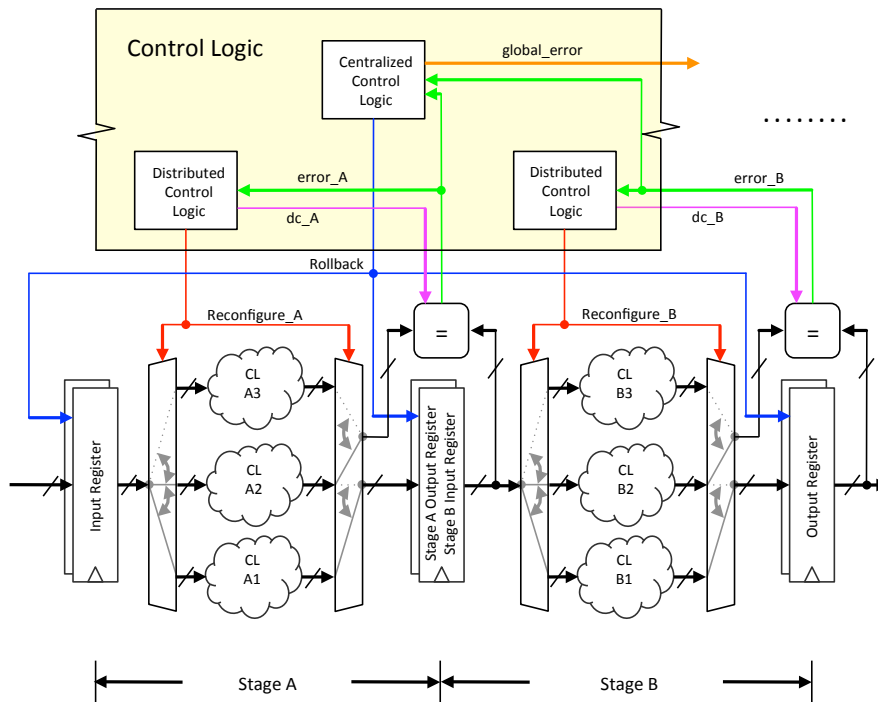 Control Logic
global_error
Centralized
Control
Logic
........
error_A
error_B
Distributed
Control
Logic
Distributed
Control
Logic
dc_A
dc_B
Rollback
Reconfigure_A
Reconfigure_B
=
=
CL
A3
CL
B3
CL
A2
CL
B2
CL
A1
CL
B1
Input Register
Stage A Output Register
Stage B Input Register
Output Register
Stage A
Stage B